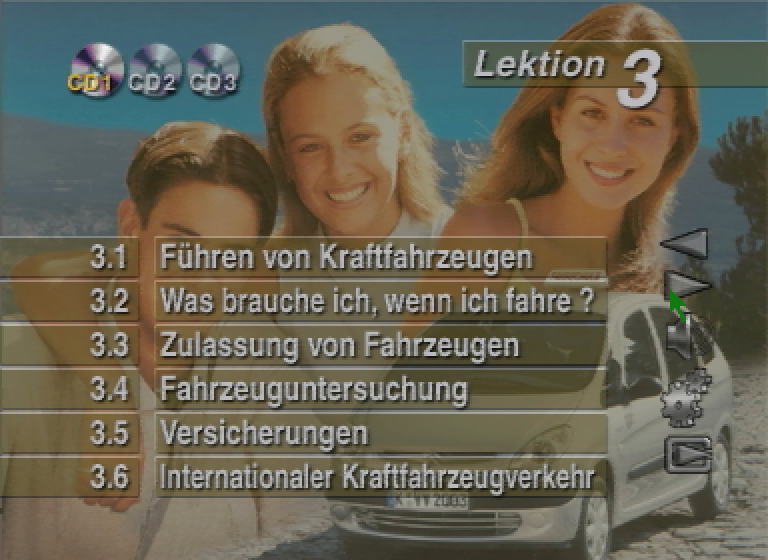 CD1 CD2 CD3
Lektion 3
3.1 Führen von Kraftfahrzeugen
3.2 Was brauche ich, wenn ich fahre ?
3.3 Zulassung von Fahrzeugen
3.4 Fahrzeuguntersuchung
3.5 Versicherungen
3.6 Internationaler Kraftfahrzeugverkehr